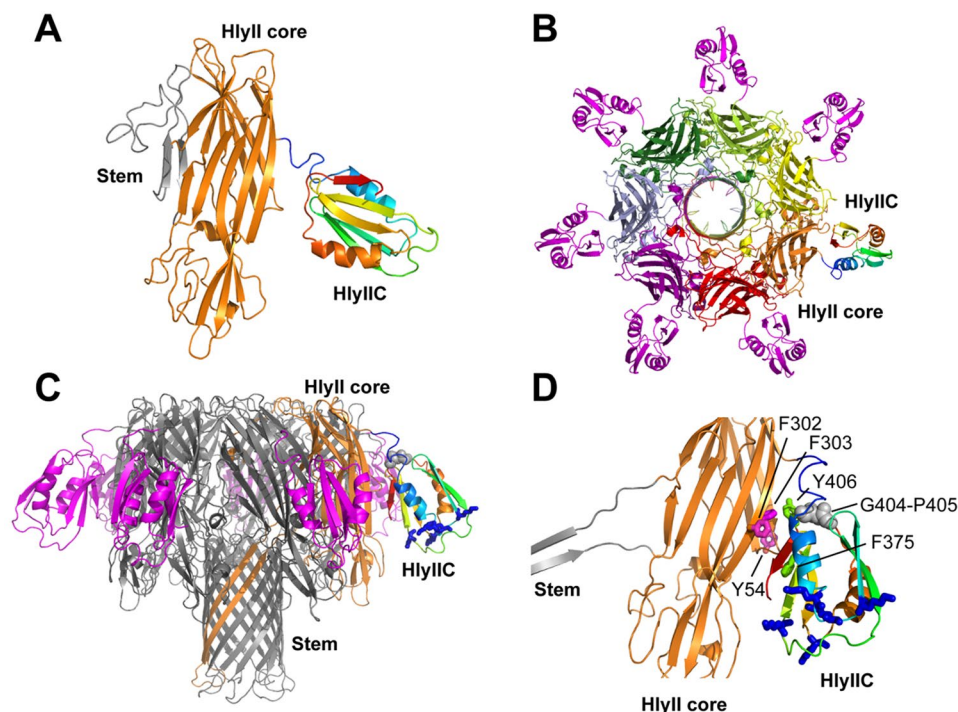 A
HlyII core
Stem
HlyIIC
B
HlyIIC
HlyII core
C
HlyII core
HlyIIC
Stem
D
F302
F303
Y406
G404-P405
F375
Y54
Stem
HlyIIC
HlyII core